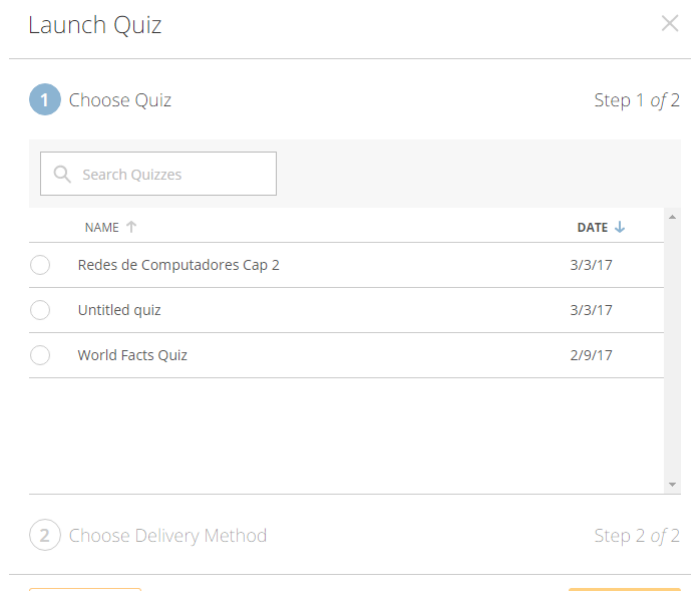 Launch Quiz
1 Choose Quiz Step 1 of 2
Search Quizzes
NAME DATE
Redes de Computadores Cap 2 3/3/17
Untitled quiz 3/3/17
World Facts Quiz 2/9/17
2 Choose Delivery Method Step 2 of 2